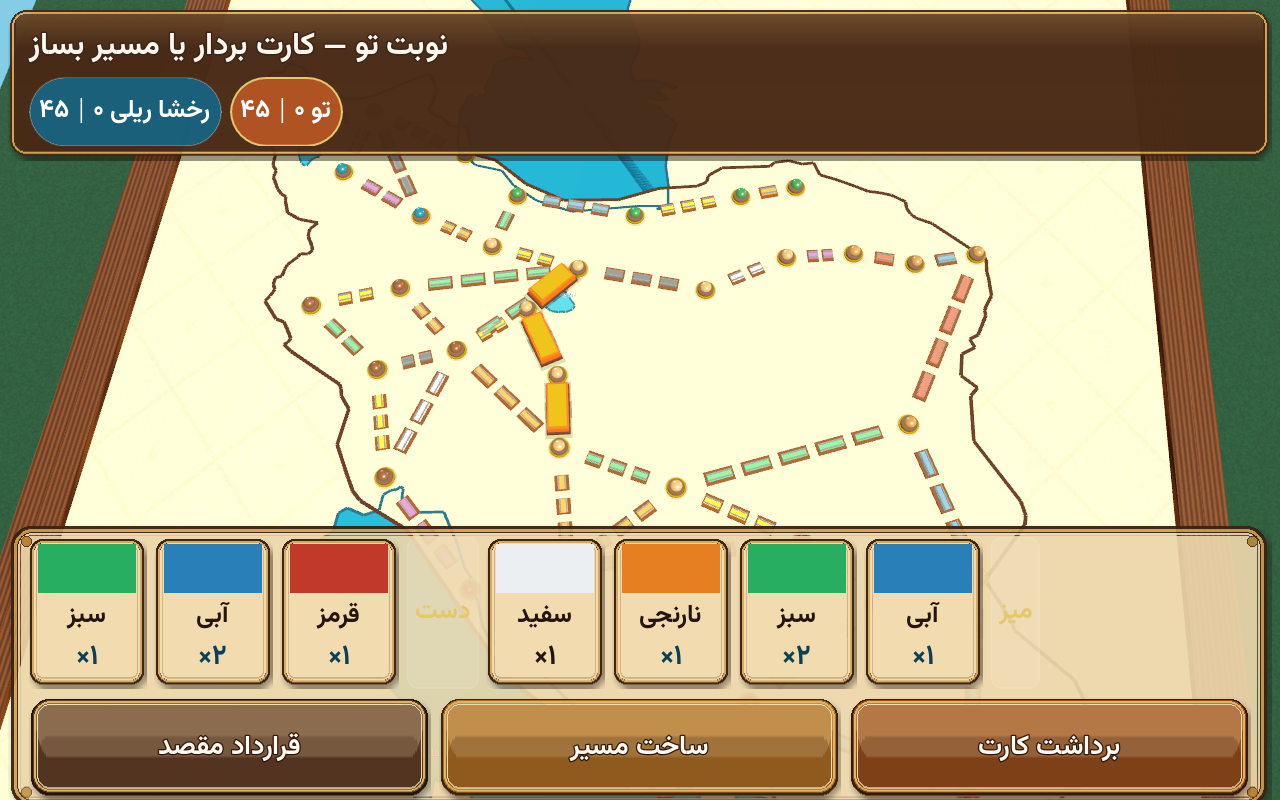 نوبت تو — کارت بردار یا مسیر بساز
تو ۰ | ۴۵
رخشا ریلی ۰ | ۴۵
میز
آبی
×۱
سبز
×۲
نارنجی
×۱
سفید
×۱
دست
قرمز
×۱
آبی
×۲
سبز
×۱
برداشت کارت
ساخت مسیر
قرارداد مقصد